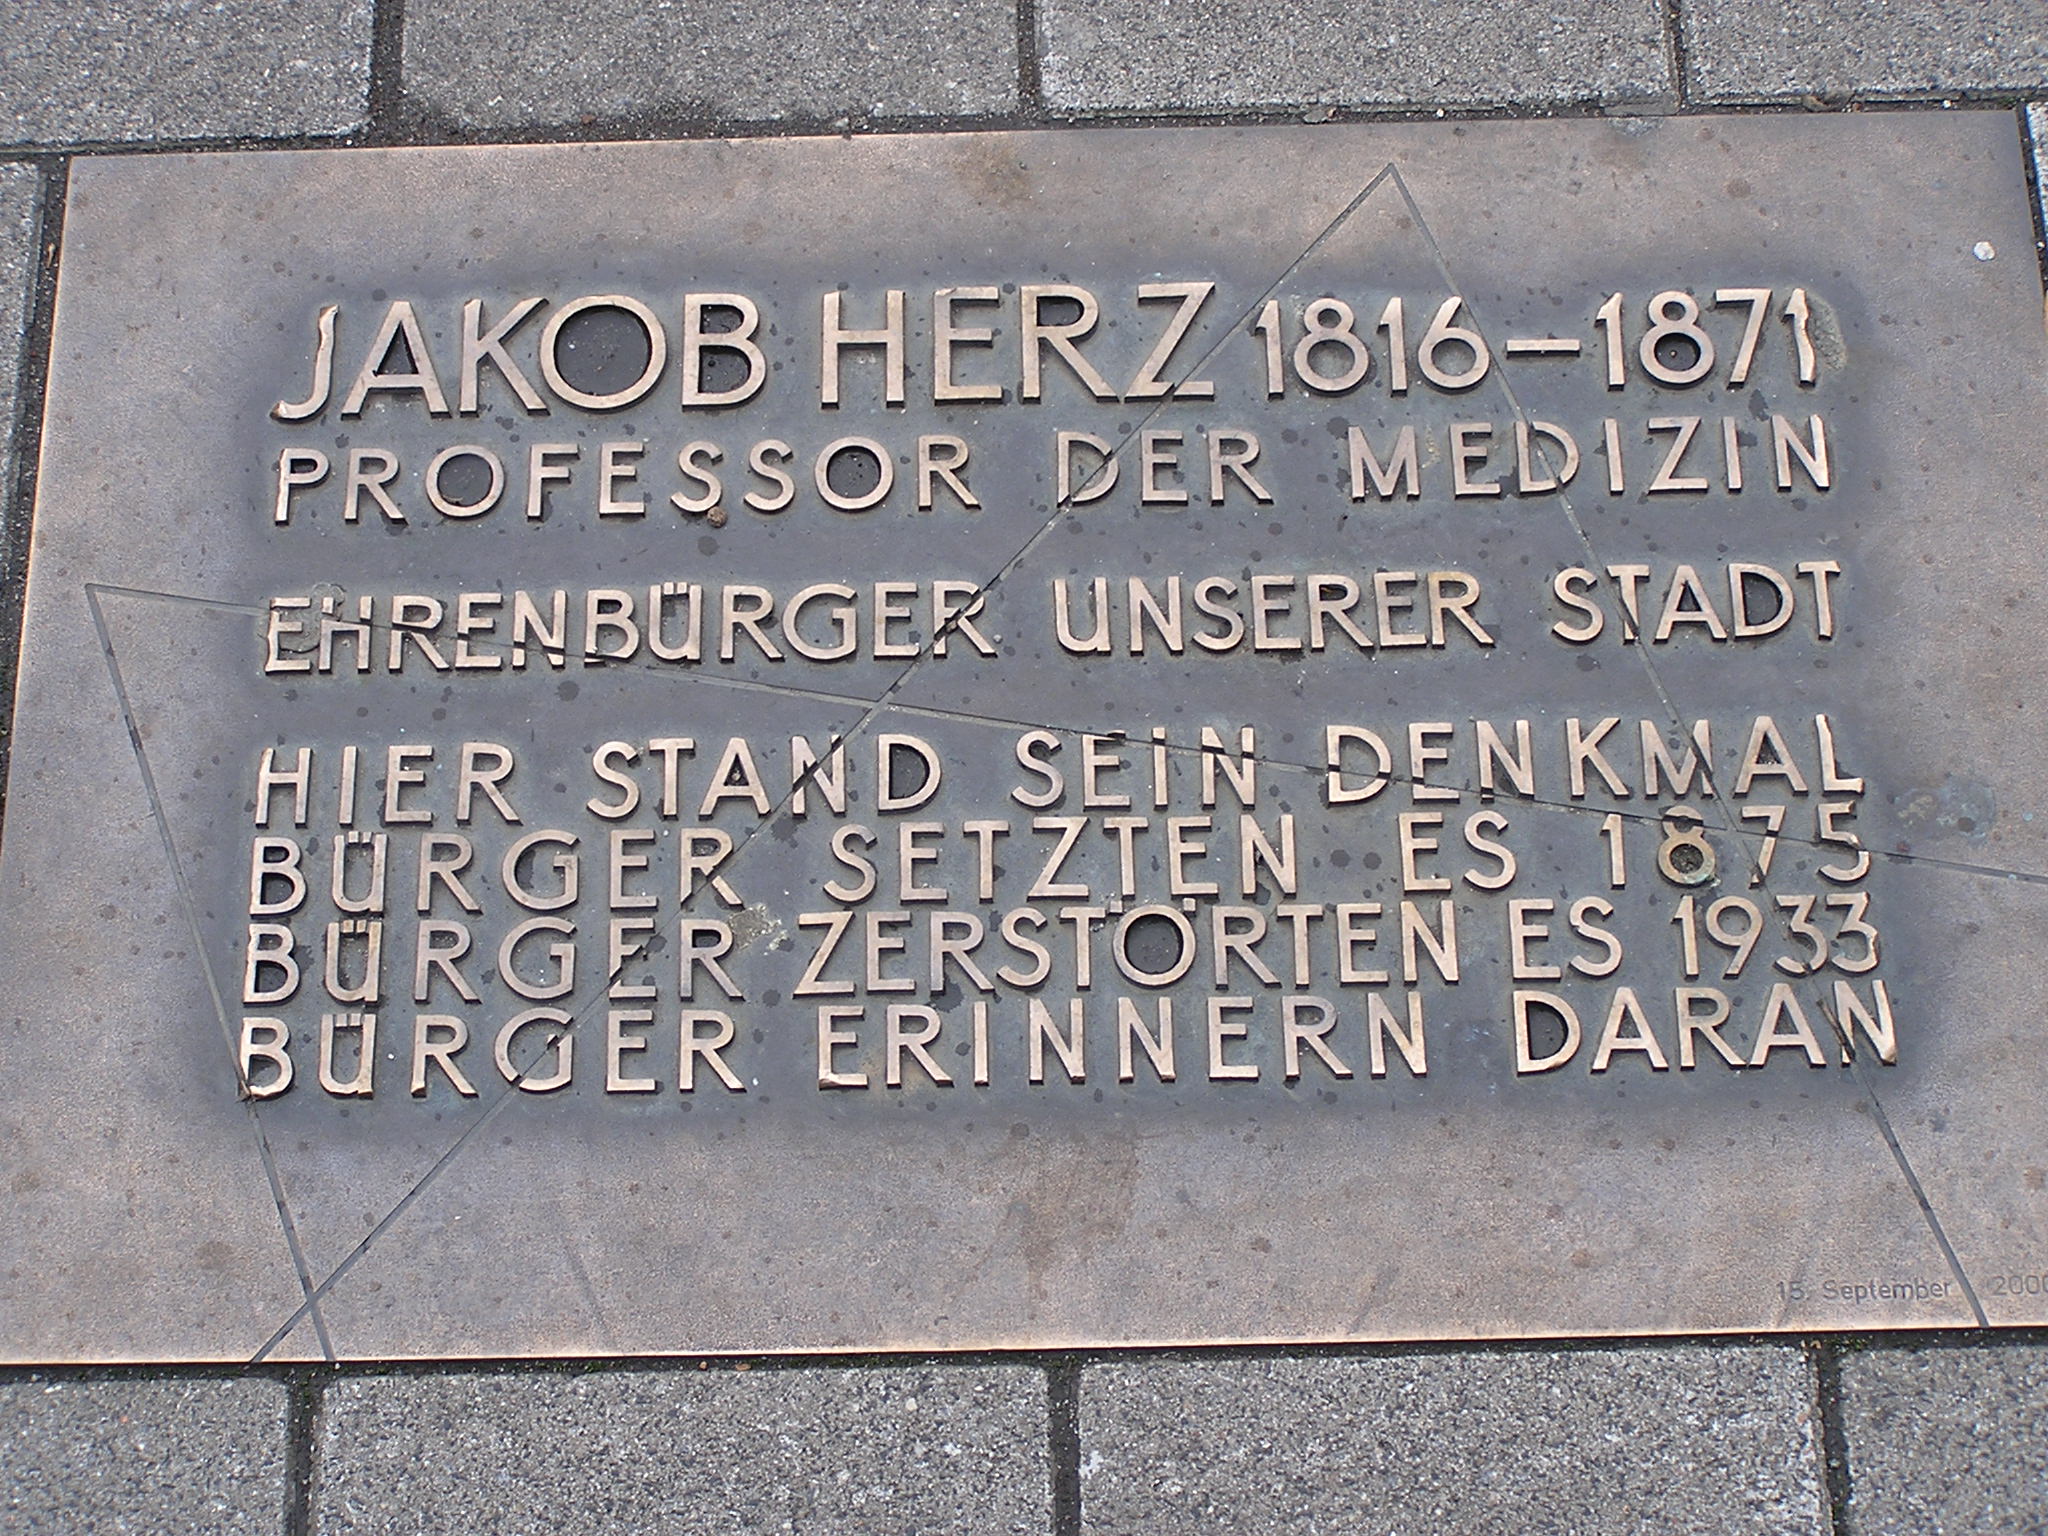 JAKOB HERZ 1816–1871
PROFESSOR DER MEDIZIN
EHRENBÜRGER UNSERER STADT
HIER STAND SEIN DENKMAL
BÜRGER SETZTEN ES 1875
BÜRGER ZERSTÖRTEN ES 1933
BÜRGER ERINNERN DARAN
15. September 2000